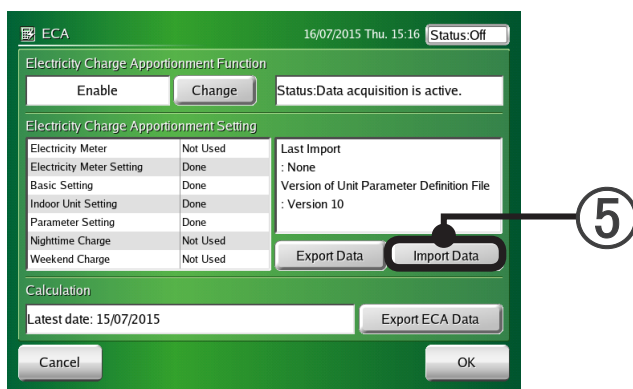 ECA
16/07/2015 Thu. 15:16 Status:Off
Electricity Charge Apportionment Function
Enable Change Status:Data acquisition is active.
Electricity Charge Apportionment Setting
Electricity Meter Not Used
Electricity Meter Setting Done
Basic Setting Done
Indoor Unit Setting Done
Parameter Setting Done
Nighttime Charge Not Used
Weekend Charge Not Used
Last Import
: None
Version of Unit Parameter Definition File
: Version 10
Export Data Import Data
⑤
Calculation
Latest date: 15/07/2015 Export ECA Data
Cancel OK